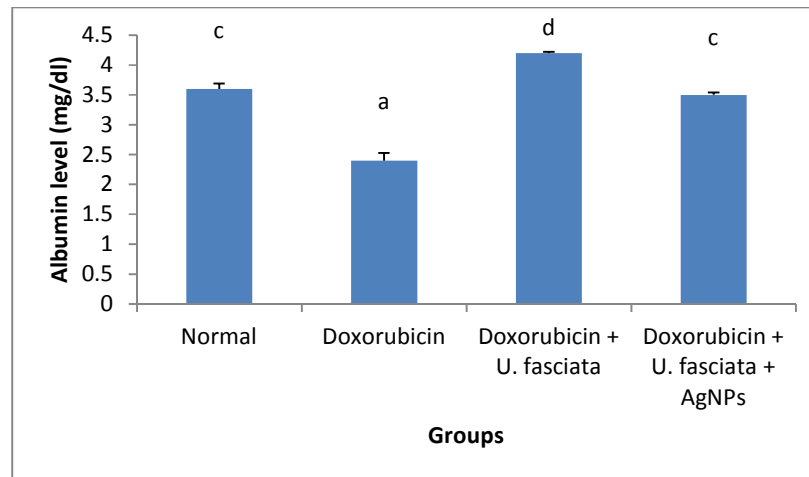 Albumin level (mg/dl)
4.5
4
3.5
3
2.5
2
1.5
1
0.5
0
c
a
d
c
Normal
Doxorubicin
Doxorubicin +
U. fasciata
Doxorubicin +
U. fasciata +
AgNPs
Groups